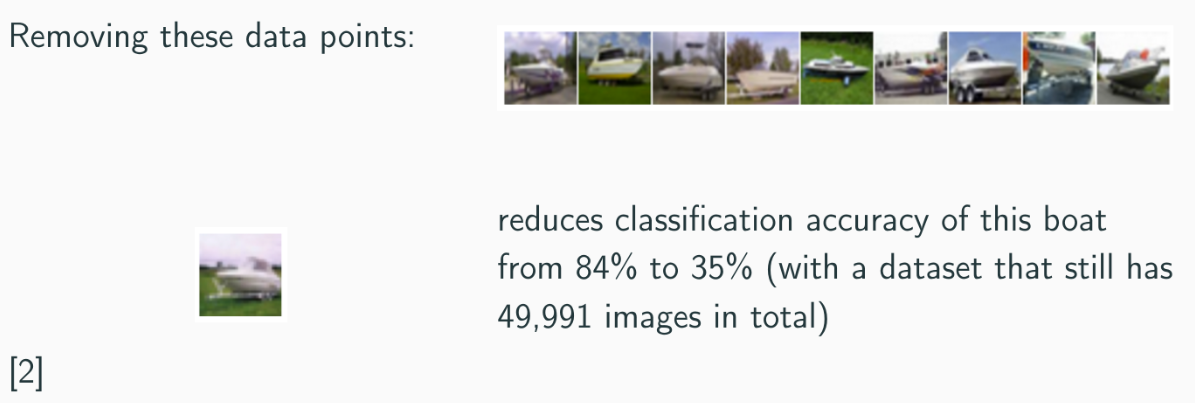 Removing these data points:
reduces classification accuracy of this boat
from 84% to 35% (with a dataset that still has
49,991 images in total)
[2]